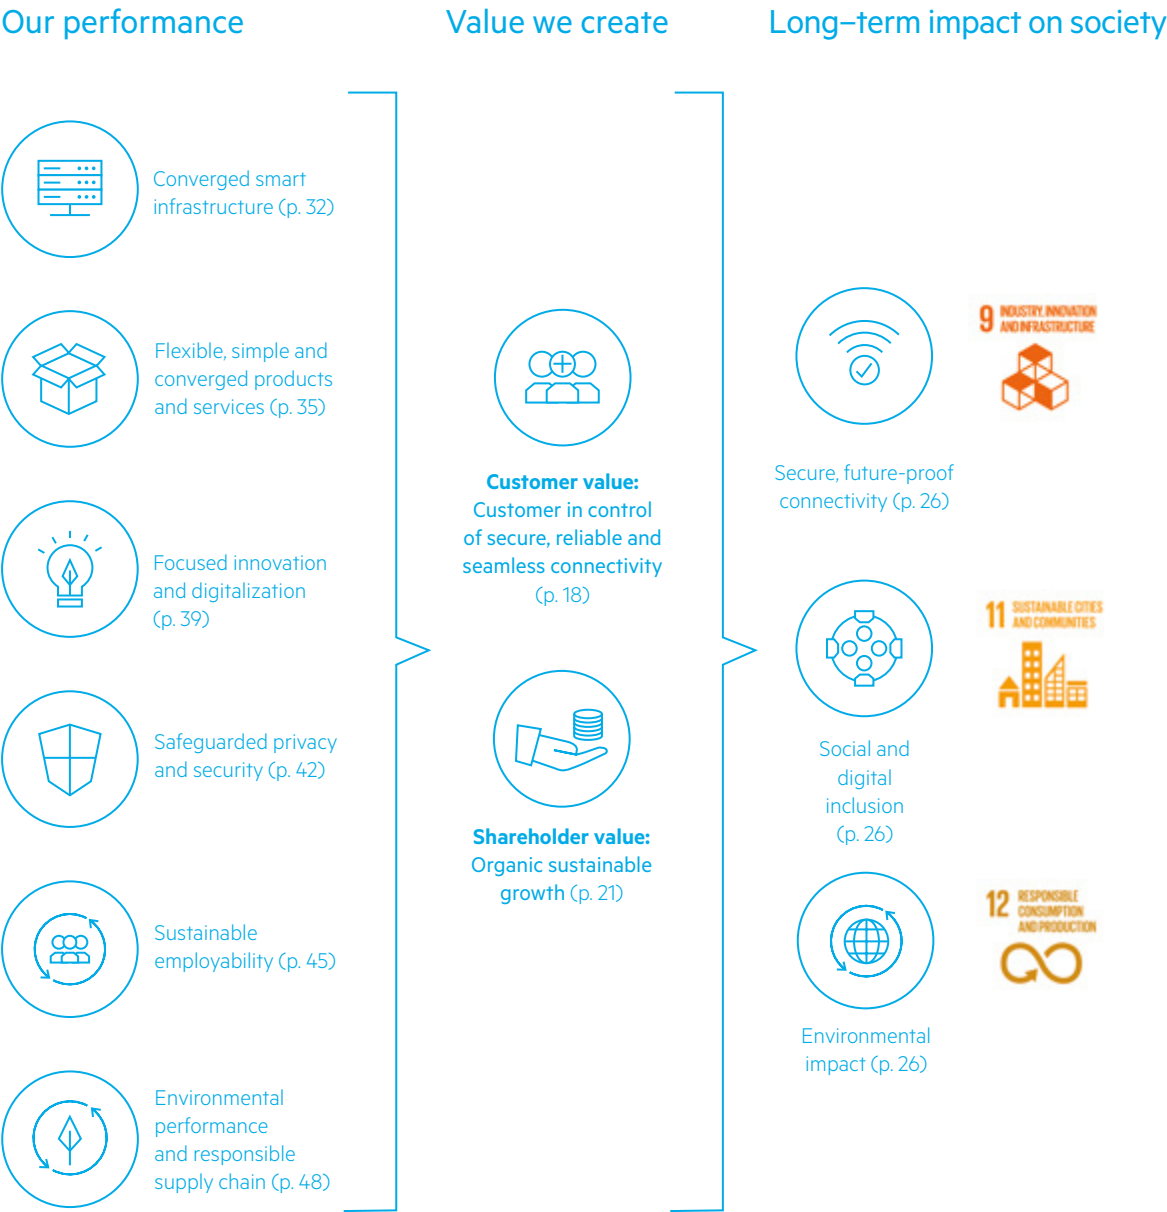 Our performance
Value we create
Long-term impact on society
Converged smart
infrastructure (p. 32)
Flexible, simple and
converged products
and services (p. 35)
Focused innovation
and digitalization
(p. 39)
Safeguarded privacy
and security (p. 42)
Sustainable
employability (p. 45)
Environmental
performance
and responsible
supply chain (p. 48)
Customer value:
Customer in control
of secure, reliable and
seamless connectivity
(p. 18)
Shareholder value:
Organic sustainable
growth (p. 21)
Secure, future-proof
connectivity (p. 26)
9 INDUSTRY, INNOVATION
AND INFRASTRUCTURE
Social and
digital
inclusion
(p. 26)
11 SUSTAINABLE CITIES
AND COMMUNITIES
Environmental
impact (p. 26)
12 RESPONSIBLE
CONSUMPTION
AND PRODUCTION